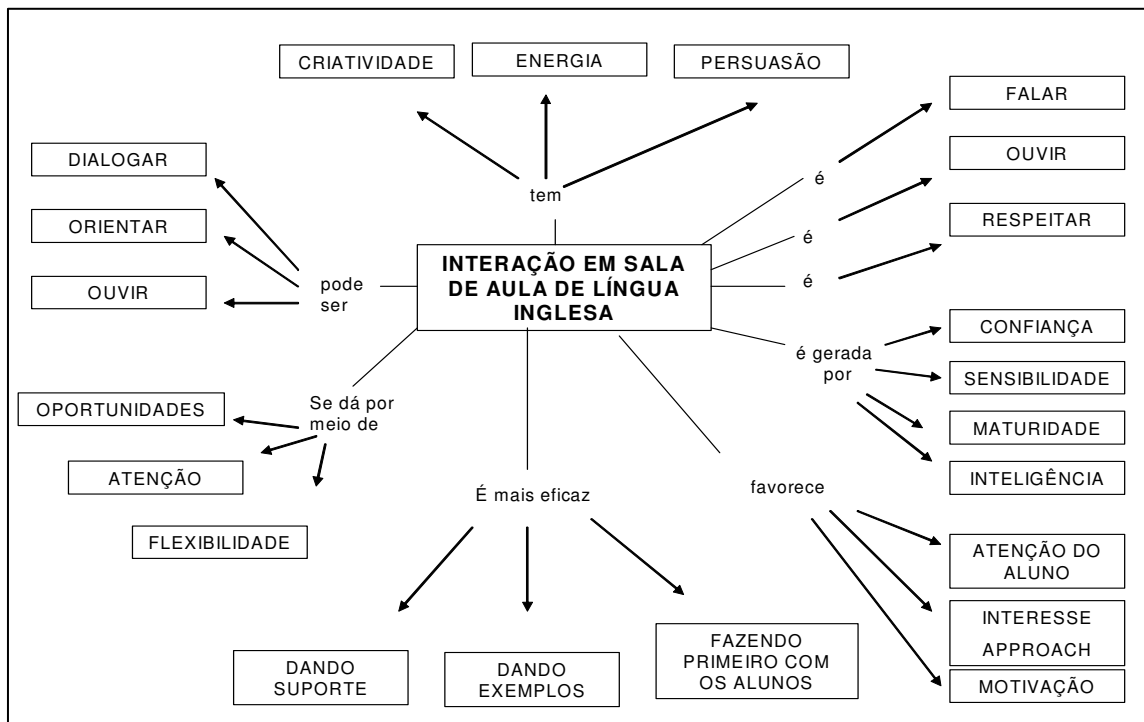 CRIATIVIDADE
ENERGIA
PERSUASÃO
tem
FALAR
OUVIR
RESPEITAR
é
é
é
DIALOGAR
ORIENTAR
OUVIR
pode
ser
INTERAÇÃO EM SALA
DE AULA DE LÍNGUA
INGLESA
é gerada
por
CONFIANÇA
SENSIBILIDADE
MATURIDADE
INTELIGÊNCIA
OPORTUNIDADES
ATENÇÃO
FLEXIBILIDADE
Se dá por
meio de
É mais eficaz
DANDO
SUPORTE
DANDO
EXEMPLOS
FAZENDO
PRIMEIRO COM
OS ALUNOS
favorece
ATENÇÃO DO
ALUNO
INTERESSE
APPROACH
MOTIVAÇÃO